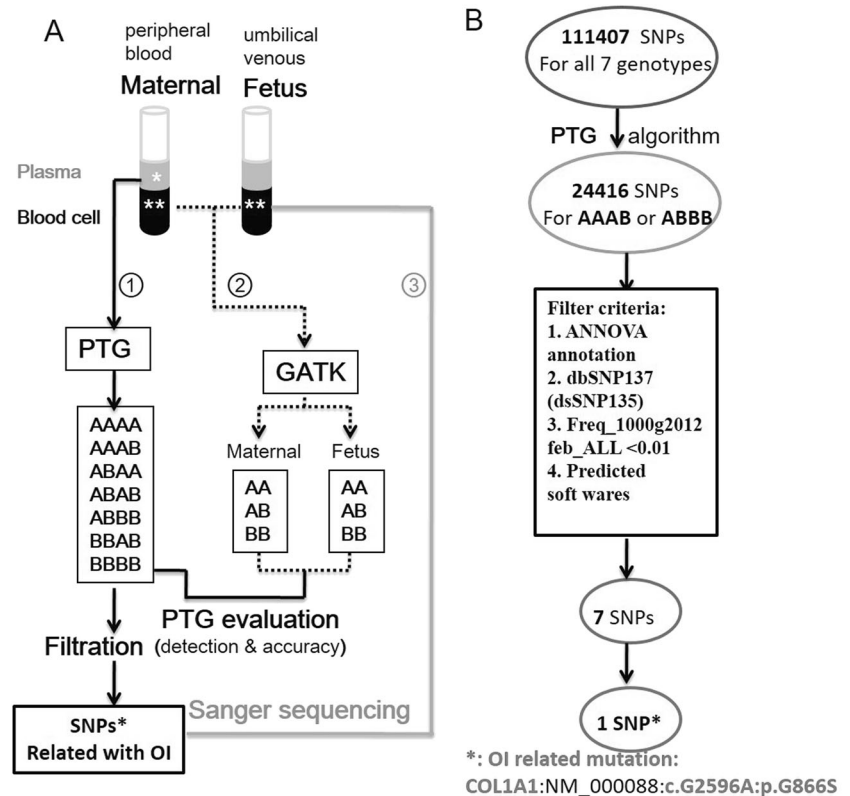 A
peripheral
blood
Maternal
umbilical
venous
Fetus
Plasma
*
**
**
Blood cell
1
2
3
PTG
AAAA
AAAB
ABAA
ABAB
ABBB
BBAB
BBBB
GATK
Maternal
Fetus
AA
AB
BB
AA
AB
BB
PTG evaluation
(detection & accuracy)
Filtration
SNPs*
Related with OI
Sanger sequencing
B
111407 SNPs
For all 7 genotypes
PTG algorithm
24416 SNPs
For AAAB or ABBB
Filter criteria:
1. ANNOVA
annotation
2. dbSNP137
(dsSNP135)
3. Freq_1000g2012
feb_ALL <0.01
4. Predicted
soft wares
7 SNPs
1 SNP*
*: OI related mutation:
COL1A1:NM_000088:c.G2596A:p.G866S